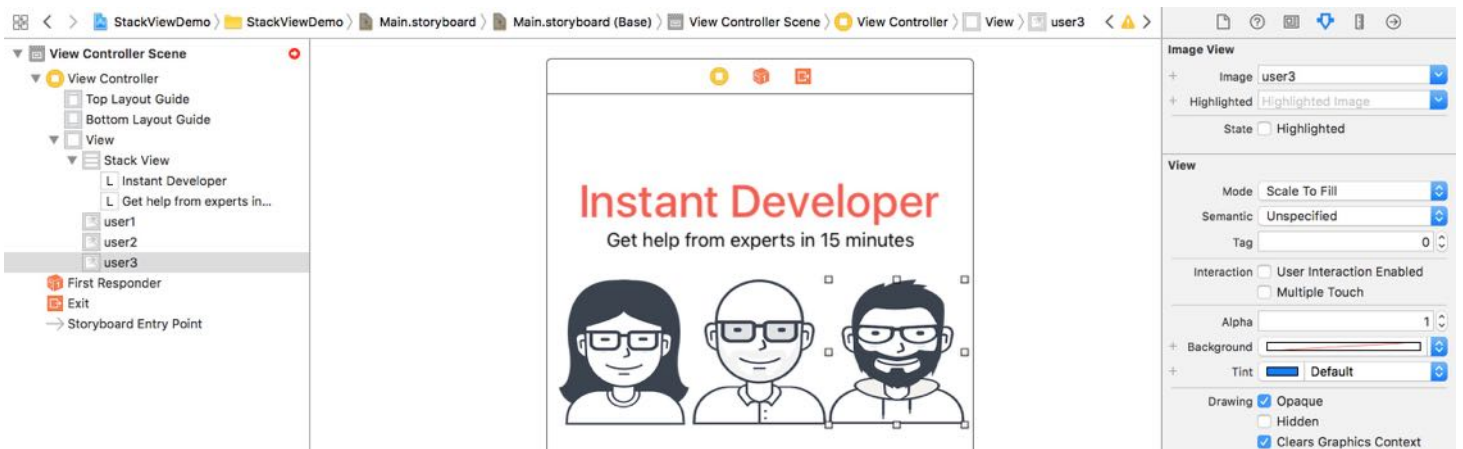 StackViewDemo StackViewDemo Main.storyboard Main.storyboard (Base) View Controller Scene View Controller View user3
View Controller Scene
View Controller
Top Layout Guide
Bottom Layout Guide
View
Stack View
L Instant Developer
L Get help from experts in...
user1
user2
user3
First Responder
Exit
Storyboard Entry Point
Instant Developer
Get help from experts in 15 minutes
Image View
Image user3
Highlighted Highlighted Image
State Highlighted
View
Mode Scale To Fill
Semantic Unspecified
Tag 0
Interaction User Interaction Enabled
Multiple Touch
Alpha 1
Background
Tint Default
Drawing Opaque
Hidden
Clears Graphics Context